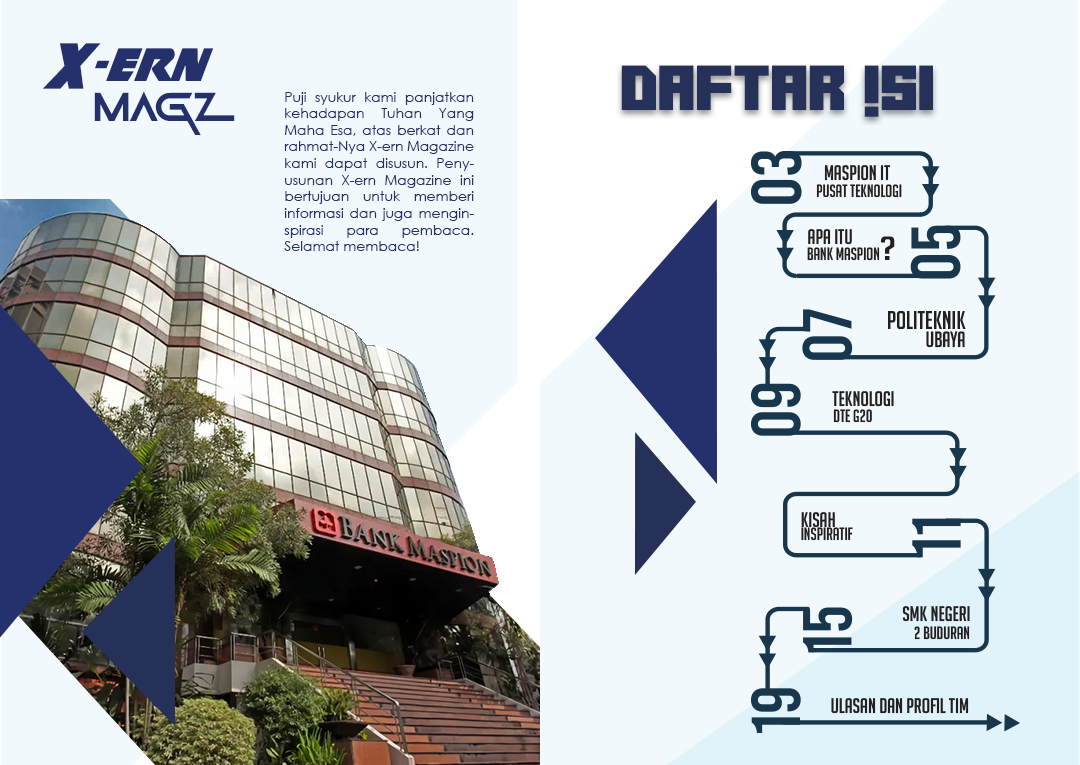 X-ERN
MAGZ
Puji syukur kami panjatkan
kehadapan Tuhan Yang
Maha Esa, atas berkat dan
rahmat-Nya X-ern Magazine
kami dapat disusun. Peny-
usunan X-ern Magazine ini
bertujuan untuk memberi
informasi dan juga mengin-
spirasi para pembaca.
Selamat membaca!
BANK MASPION
DAFTAR ISI
03
MASPION IT
PUSAT TEKNOLOGI
05
APA ITU
BANK MASPION?
07
POLITEKNIK
UBAYA
09
TEKNOLOGI
DTE G20
11
KISAH
INSPIRATIF
15
SMK NEGERI
2 BUDURAN
19
ULASAN DAN PROFIL TIM